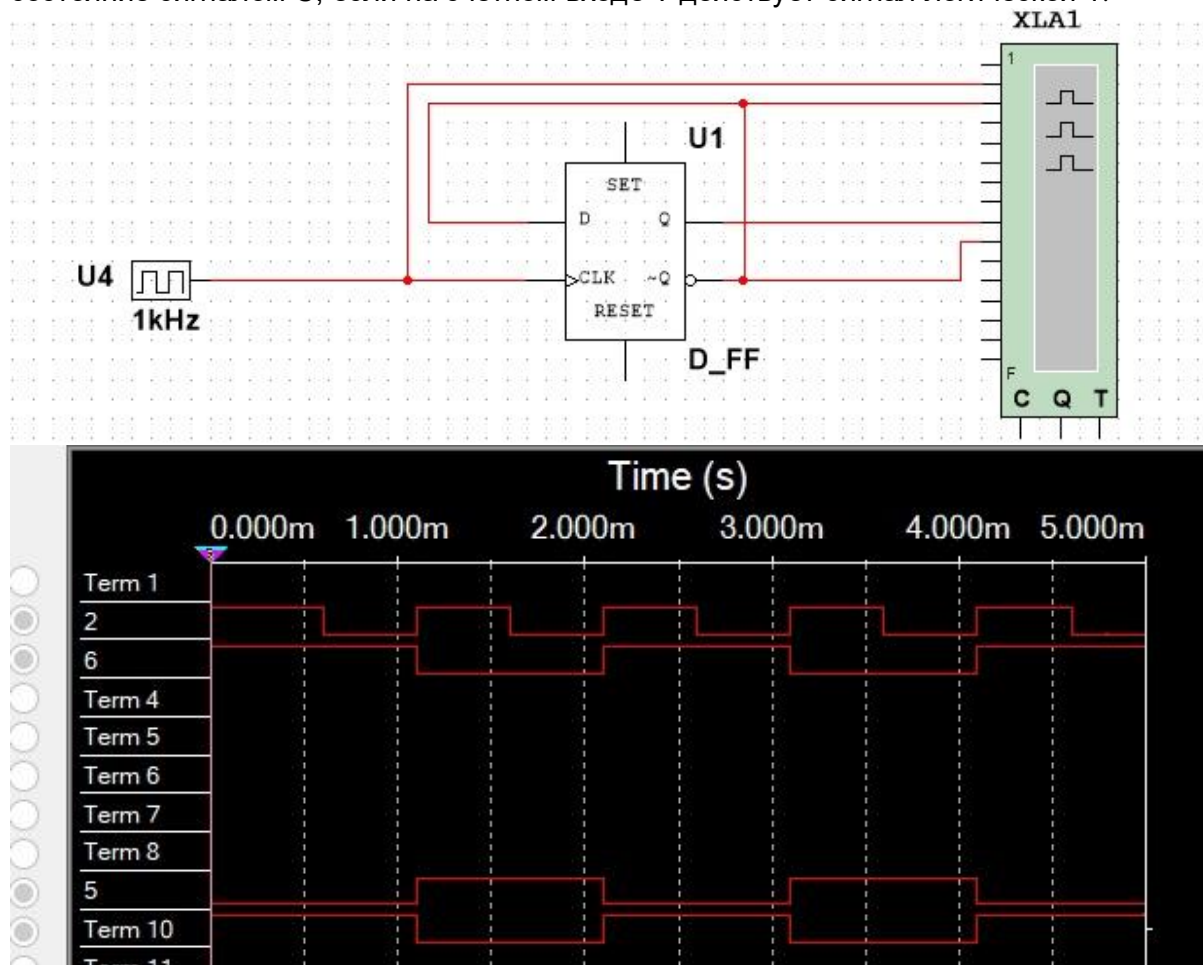 XLA1
1
U1
SET
D Q
U4
CLK ~Q
1kHz
RESET
D_FF
F
C Q T
Time (s)
0.000m 1.000m 2.000m 3.000m 4.000m 5.000m
Term 1
2
6
Term 4
Term 5
Term 6
Term 7
Term 8
5
Term 10